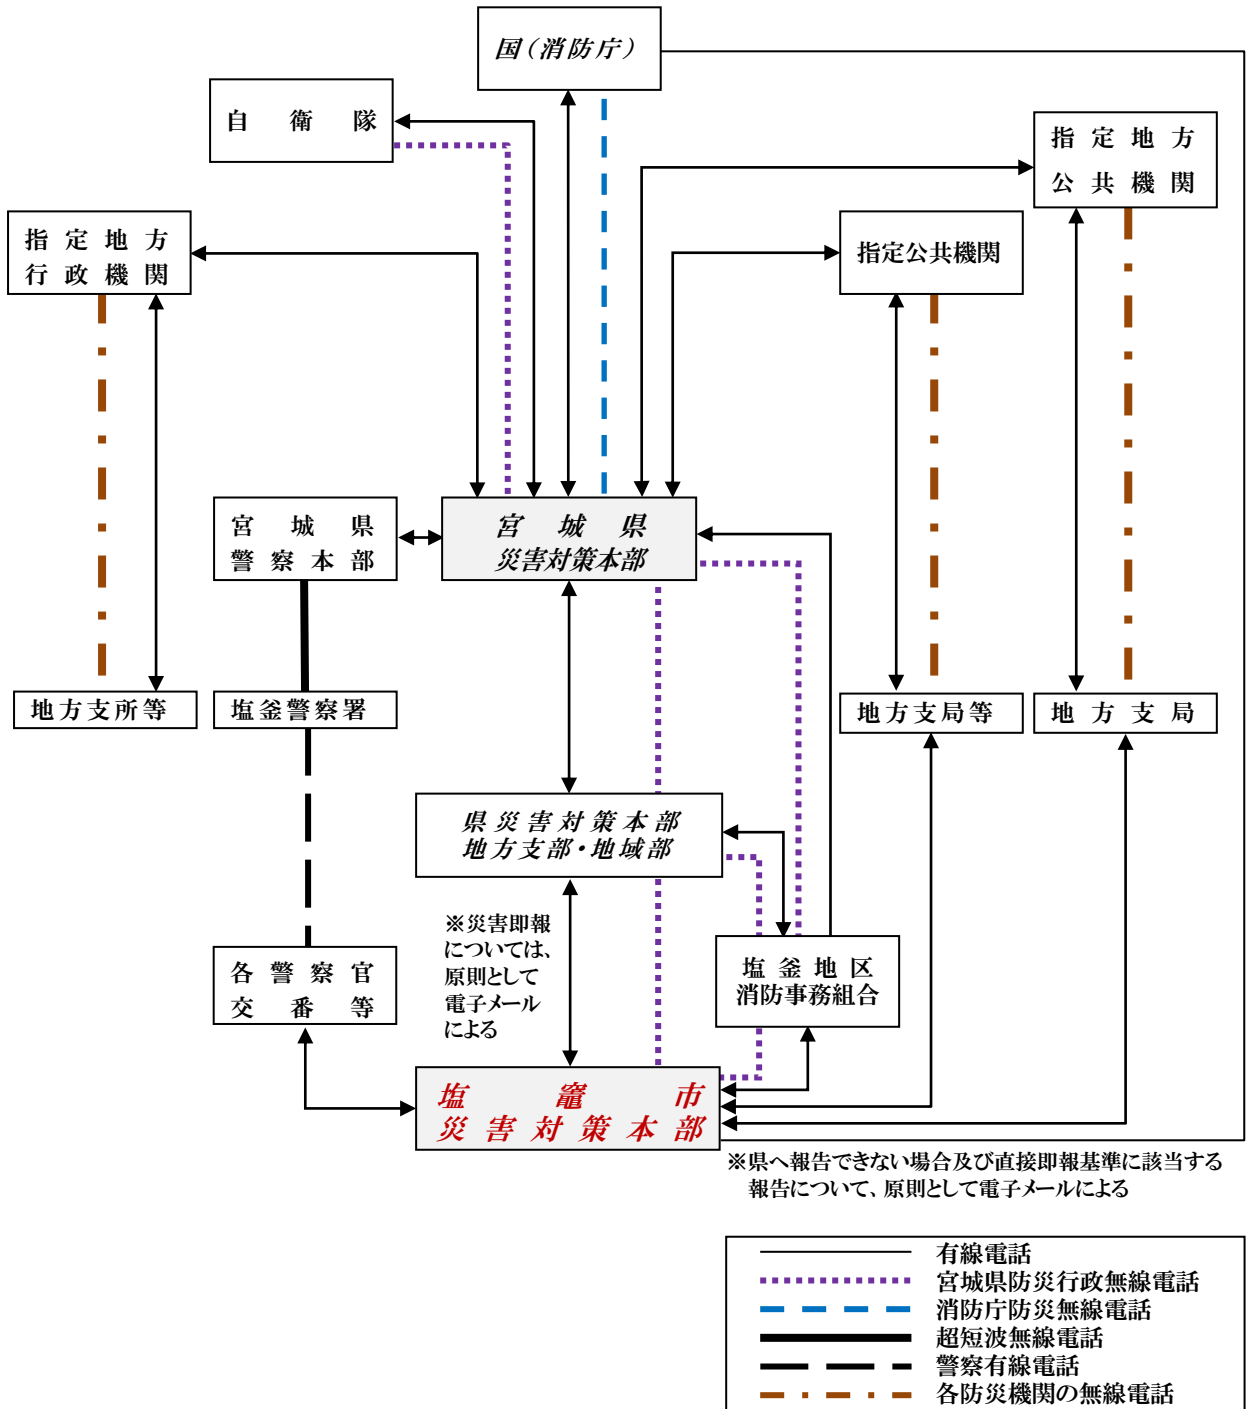 国（消防庁）
自衛隊
指定地方
公共機関
指定地方
行政機関
指定公共機関
宮城県
警察本部
宮城県
災害対策本部
地方支所等
塩釜警察署
地方支局等
地方支局
県災害対策本部
地方支部・地域部
※災害即報
については、
原則として
電子メール
による
各警察官
交番等
塩釜地区
消防事務組合
塩竈市
災害対策本部
※県へ報告できない場合及び直接即報基準に該当する
報告について、原則として電子メールによる
有線電話
宮城県防災行政無線電話
消防庁防災無線電話
超短波無線電話
警察有線電話
各防災機関の無線電話